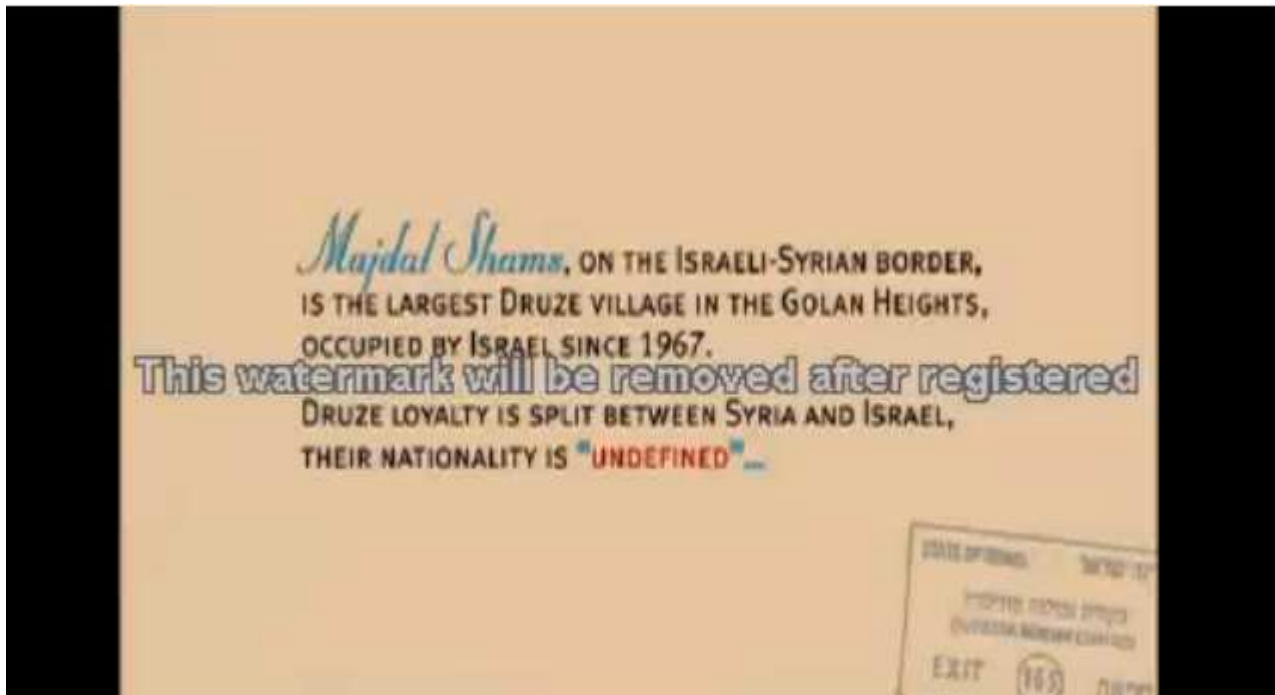 Majdal Shams, ON THE ISRAELI-SYRIAN BORDER,
IS THE LARGEST DRUZE VILLAGE IN THE GOLAN HEIGHTS,
OCCUPIED BY ISRAEL SINCE 1967.
This watermark will be removed after registered
DRUZE LOYALTY IS SPLIT BETWEEN SYRIA AND ISRAEL,
THEIR NATIONALITY IS "UNDEFINED"...
STATE OF ISRAEL
EXIT 165